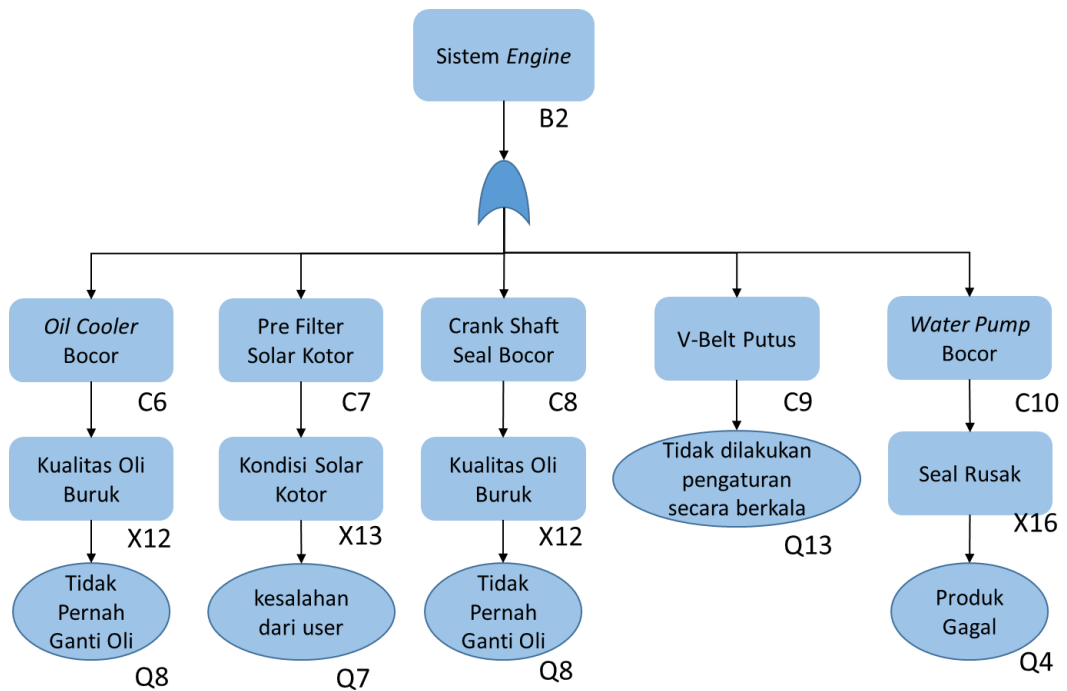 Sistem Engine
B2
Oil Cooler
Bocor
C6
Pre Filter
Solar Kotor
C7
Crank Shaft
Seal Bocor
C8
V-Belt Putus
C9
Water Pump
Bocor
C10
Kualitas Oli
Buruk
X12
Kondisi Solar
Kotor
X13
Kualitas Oli
Buruk
X12
Tidak dilakukan
pengaturan
secara berkala
Q13
Seal Rusak
X16
Tidak
Pernah
Ganti Oli
Q8
kesalahan
dari user
Q7
Tidak
Pernah
Ganti Oli
Q8
Produk
Gagal
Q4